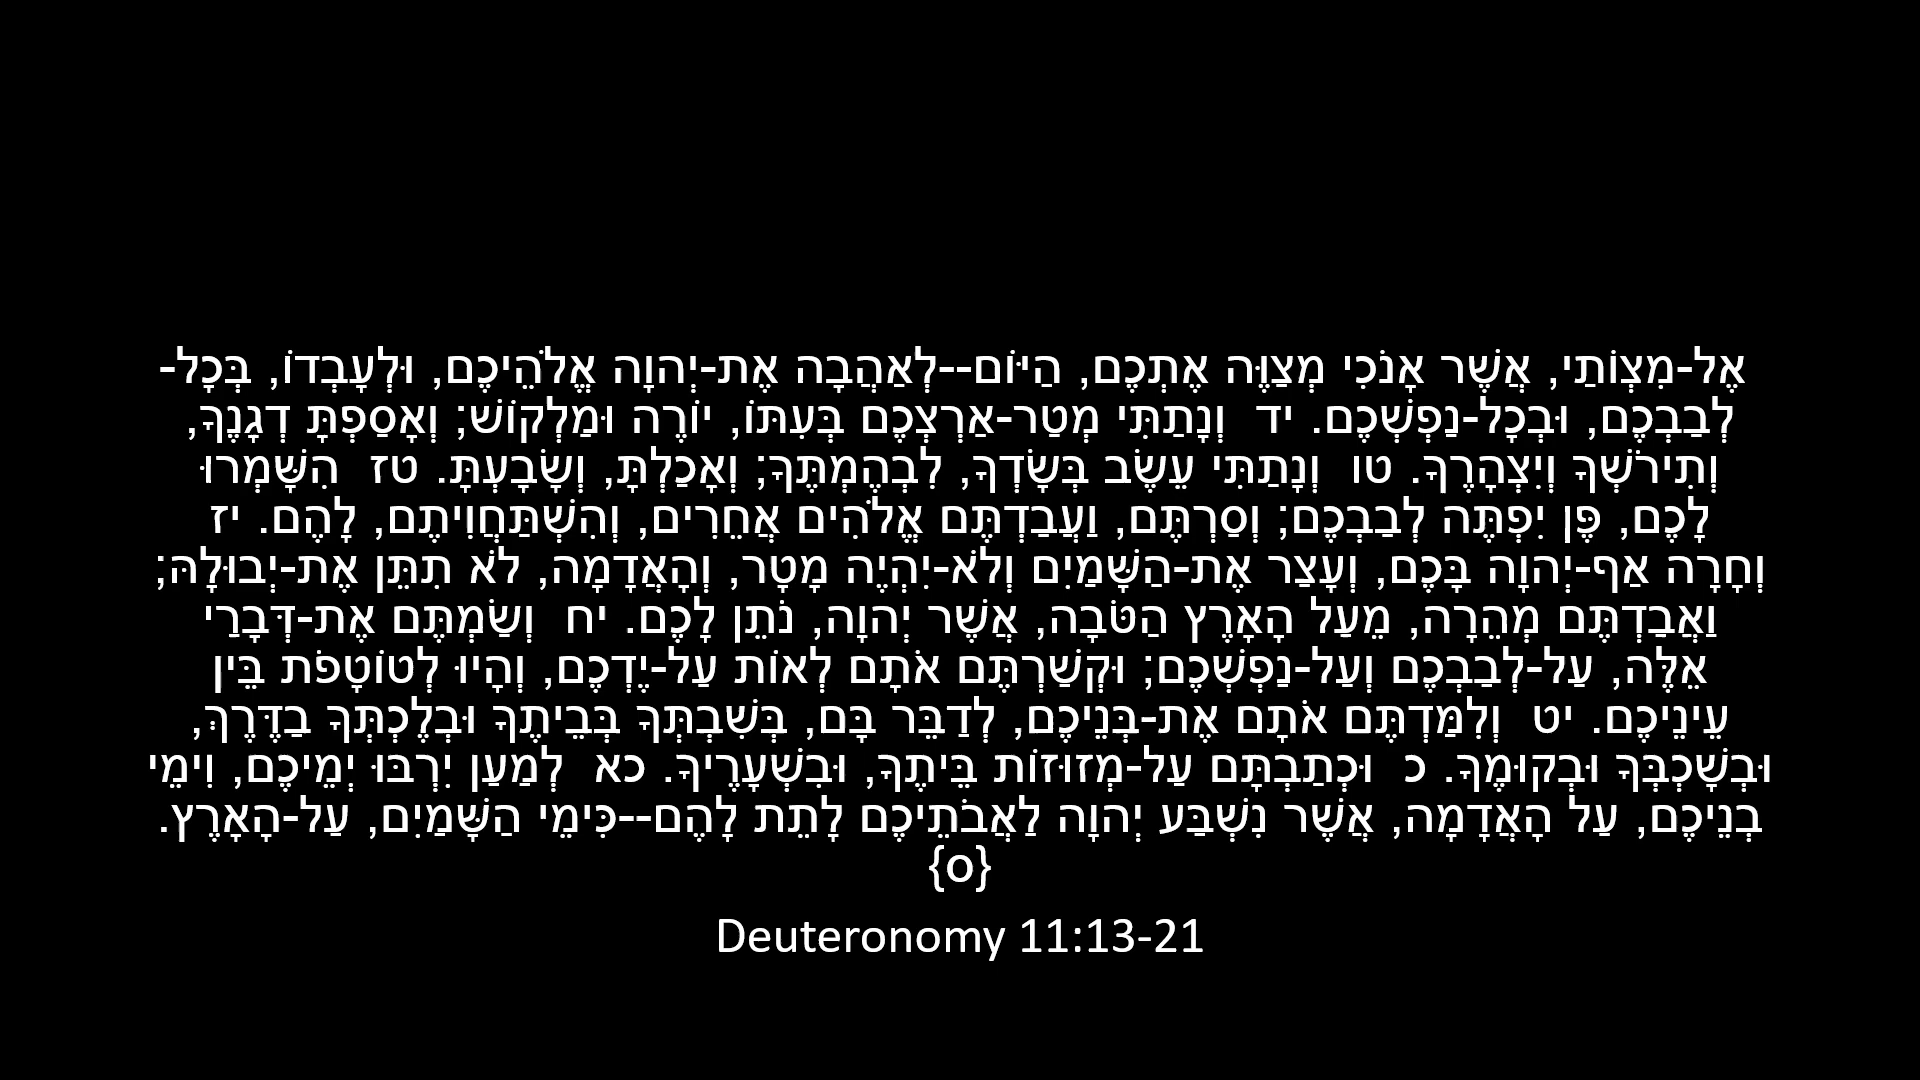 אֶל-מִצְו‍ֹתַי, אֲשֶׁר אָנֹכִי מְצַוֶּה אֶתְכֶם, הַיּוֹם--לְאַהֲבָה אֶת-יְהוָה אֱלֹהֵיכֶם, וּלְעָבְדוֹ, בְּכָל-
לְבַבְכֶם, וּבְכָל-נַפְשְׁכֶם. יד  וְנָתַתִּי מְטַר-אַרְצְכֶם בְּעִתּוֹ, יוֹרֶה וּמַלְקוֹשׁ; וְאָסַפְתָּ דְגָנֶךָ,
וְתִירֹשְׁךָ וְיִצְהָרֶךָ. טו  וְנָתַתִּי עֵשֶׂב בְּשָׂדְךָ, לִבְהֶמְתֶּךָ; וְאָכַלְתָּ, וְשָׂבָעְתָּ. טז  הִשָּׁמְרוּ
לָכֶם, פֶּן יִפְתֶּה לְבַבְכֶם; וְסַרְתֶּם, וַעֲבַדְתֶּם אֱלֹהִים אֲחֵרִים, וְהִשְׁתַּחֲוִיתֶם, לָהֶם. יז
וְחָרָה אַף-יְהוָה בָּכֶם, וְעָצַר אֶת-הַשָּׁמַיִם וְלֹא-יִהְיֶה מָטָר, וְהָאֲדָמָה, לֹא תִתֵּן אֶת-יְבוּלָהּ;
וַאֲבַדְתֶּם מְהֵרָה, מֵעַל הָאָרֶץ הַטֹּבָה, אֲשֶׁר יְהוָה, נֹתֵן לָכֶם. יח  וְשַׂמְתֶּם אֶת-דְּבָרַי
אֵלֶּה, עַל-לְבַבְכֶם וְעַל-נַפְשְׁכֶם; וּקְשַׁרְתֶּם אֹתָם לְאוֹת עַל-יֶדְכֶם, וְהָיוּ לְטוֹטָפֹת בֵּין
עֵינֵיכֶם. יט  וְלִמַּדְתֶּם אֹתָם אֶת-בְּנֵיכֶם, לְדַבֵּר בָּם, בְּשִׁבְתְּךָ בְּבֵיתֶךָ וּבְלֶכְתְּךָ בַדֶּרֶךְ,
וּבְשָׁכְבְּךָ וּבְקוּמֶךָ. כ  וּכְתַבְתָּם עַל-מְזוּזוֹת בֵּיתֶךָ, וּבִשְׁעָרֶיךָ. כא  לְמַעַן יִרְבּוּ יְמֵיכֶם, וִימֵי
בְנֵיכֶם, עַל הָאֲדָמָה, אֲשֶׁר נִשְׁבַּע יְהוָה לַאֲבֹתֵיכֶם לָתֵת לָהֶם--כִּימֵי הַשָּׁמַיִם, עַל-הָאָרֶץ.
{ס}
Deuteronomy 11:13-21